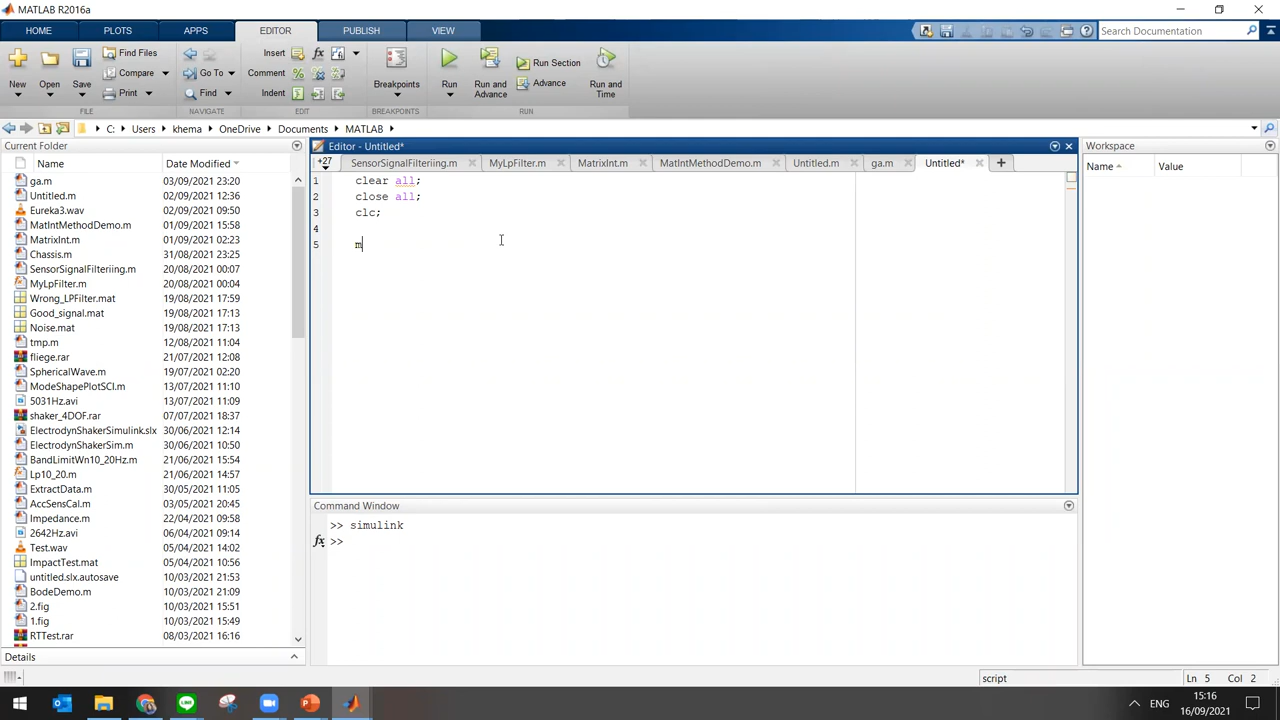 MATLAB R2016a
HOME PLOTS APPS EDITOR PUBLISH VIEW Search Documentation
New Open Save Find Files Compare Print
Go To Find
Insert Comment Indent
Breakpoints
Run Run and Advance Run Section Advance Run and Time
FILE NAVIGATE EDIT BREAKPOINTS RUN
C: Users khema OneDrive Documents MATLAB
Current Folder
Name Date Modified
ga.m 03/09/2021 23:20
Untitled.m 02/09/2021 12:36
Eureka3.wav 02/09/2021 09:50
MatIntMethodDemo.m 01/09/2021 15:58
MatrixInt.m 01/09/2021 02:23
Chassis.m 31/08/2021 23:25
SensorSignalFilteriing.m 20/08/2021 00:07
MyLpFilter.m 20/08/2021 00:04
Wrong_LPFilter.mat 19/08/2021 17:59
Good_signal.mat 19/08/2021 17:13
Noise.mat 19/08/2021 17:13
tmp.m 12/08/2021 11:04
fliege.rar 21/07/2021 12:08
SphericalWave.m 19/07/2021 02:20
ModeShapePlotSCI.m 13/07/2021 11:10
5031Hz.avi 13/07/2021 11:09
shaker_4DOF.rar 07/07/2021 18:37
ElectrodynShakerSimulink.slx 30/06/2021 12:14
ElectrodynShakerSim.m 30/06/2021 10:50
BandLimitWn10_20Hz.m 21/06/2021 15:54
Lp10_20.m 21/06/2021 14:57
ExtractData.m 30/05/2021 11:05
AccSensCal.m 03/05/2021 20:45
Impedance.m 22/04/2021 09:58
2642Hz.avi 06/04/2021 09:14
Test.wav 05/04/2021 14:02
ImpactTest.mat 05/04/2021 10:56
untitled.slx.autosave 10/03/2021 21:53
BodeDemo.m 10/03/2021 21:09
2.fig 10/03/2021 15:51
1.fig 10/03/2021 15:49
RTTest.rar 08/03/2021 16:16
Details
Editor - Untitled*
+27 SensorSignalFilteriing.m MyLpFilter.m MatrixInt.m MatIntMethodDemo.m Untitled.m ga.m Untitled*
1 clear all;
2 close all;
3 clc;
4
5 m
Command Window
>> simulink
fx >>
Workspace
Name Value
script Ln 5 Col 2
ENG 15:16
16/09/2021